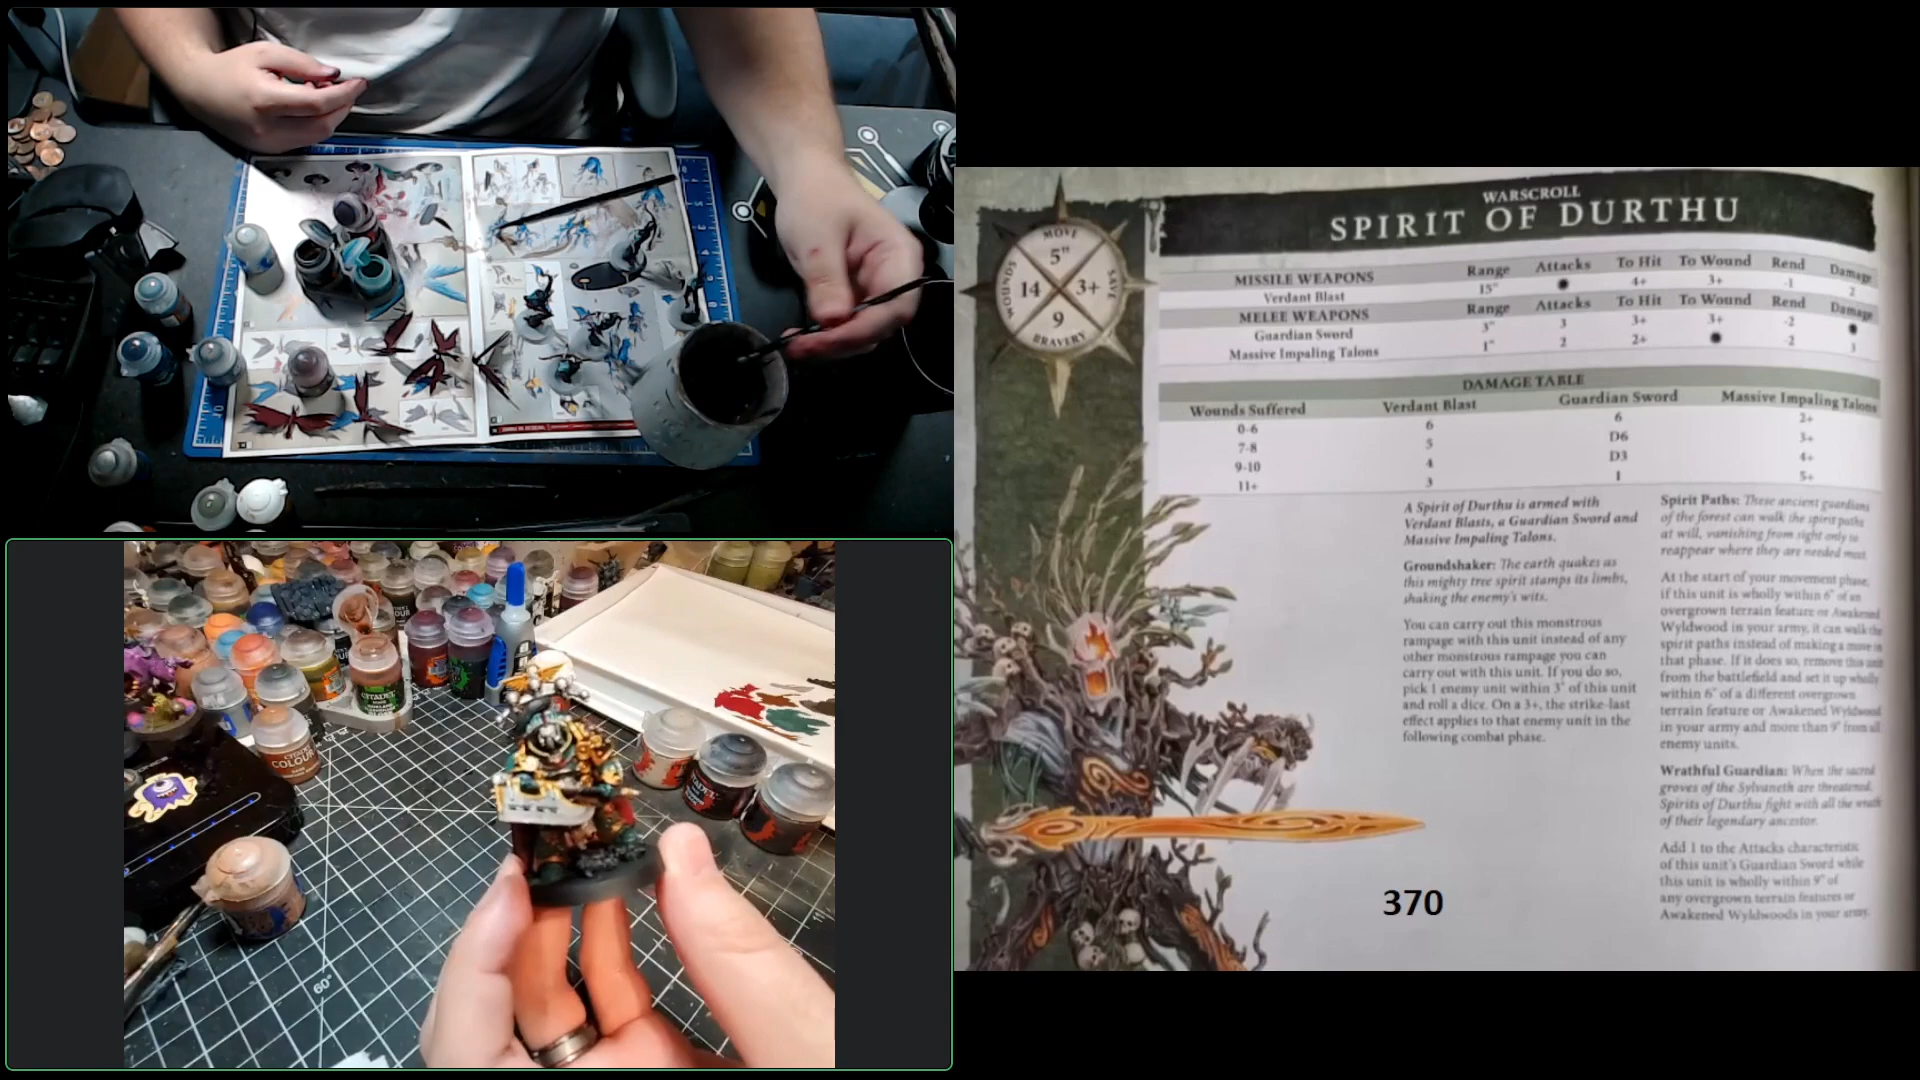 WARSCROLL
SPIRIT OF DURTHU
MOVE
5"
WOUNDS
14
3+
SAVE
9
BRAVERY
MISSILE WEAPONS Range Attacks To Hit To Wound Rend Damage
Verdant Blast 15" 4+ 3+ -1 2
MELEE WEAPONS Range Attacks To Hit To Wound Rend Damage
Guardian Sword 3" 3 3+ 3+ -2
Massive Impaling Talons 1" 2 2+ -2
DAMAGE TABLE
Wounds Suffered Verdant Blast Guardian Sword Massive Impaling Talons
0-6 6 6 2+
7-8 5 D6 3+
9-10 4 D3 4+
11+ 3 1 5+
A Spirit of Durthu is armed with
Verdant Blasts, a Guardian Sword and
Massive Impaling Talons.
Groundshaker: The earth quakes as
this mighty tree spirit stamps its limbs,
shaking the enemy's wits.
You can carry out this monstrous
rampage with this unit instead of any
other monstrous rampage you can
carry out with this unit. If you do so,
pick 1 enemy unit within 3" of this unit
and roll a dice. On a 3+, the strike-last
effect applies to that enemy unit in the
following combat phase.
Spirit Paths: These ancient guardians
of the forest can walk the spirit paths
at will, vanishing from sight only to
reappear where they are needed most.
At the start of your movement phase,
if this unit is wholly within 6" of an
overgrown terrain feature or Awakened
Wyldwood in your army, it can walk the
spirit paths instead of making a move in
that phase. If it does so, remove this unit
from the battlefield and set it up wholly
within 6" of a different overgrown
terrain feature or Awakened Wyldwood
in your army and more than 9" from all
enemy units.
Wrathful Guardian: When the sacred
groves of the Sylvaneth are threatened,
Spirits of Durthu fight with all the wrath
of their legendary ancestor.
Add 1 to the Attacks characteristic
of this unit's Guardian Sword while
this unit is wholly within 9" of
any overgrown terrain features or
Awakened Wyldwoods in your army.
370
CITADEL
COLOUR
60°